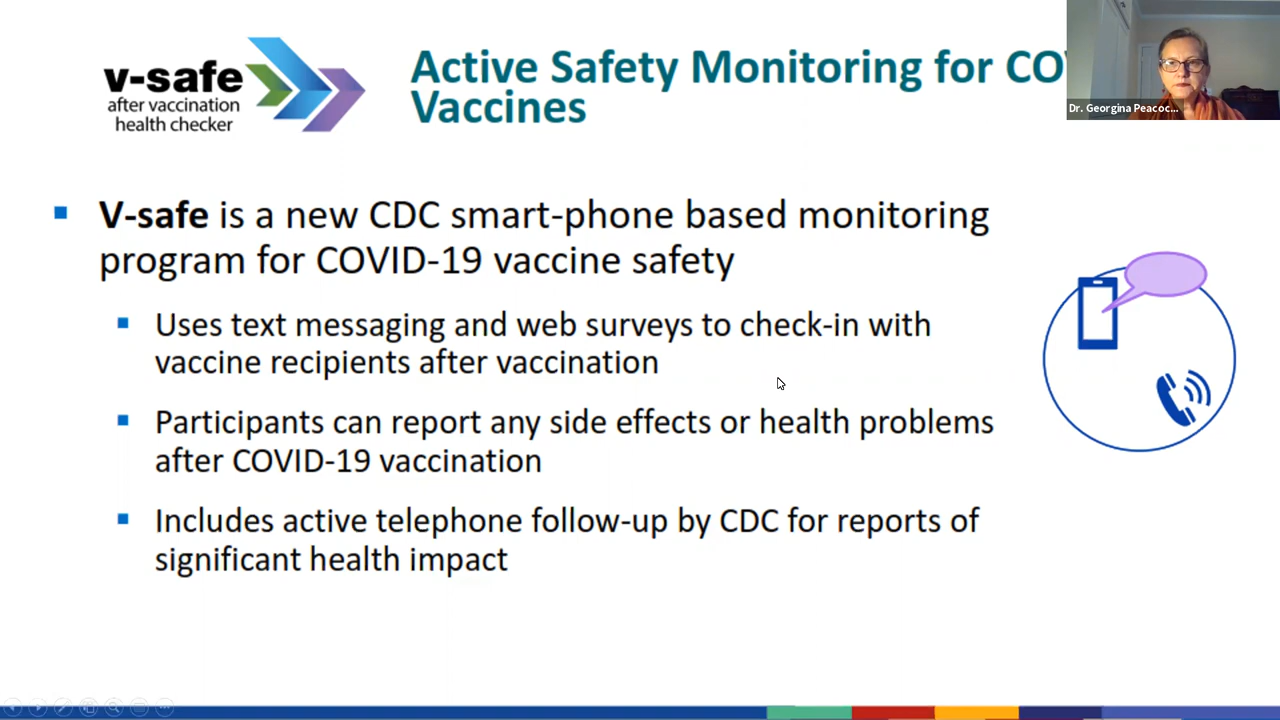 v-safe
after vaccination
health checker
Active Safety Monitoring for CO
Vaccines
Dr. Georgina Peacoc...
V-safe is a new CDC smart-phone based monitoring
program for COVID-19 vaccine safety
Uses text messaging and web surveys to check-in with
vaccine recipients after vaccination
Participants can report any side effects or health problems
after COVID-19 vaccination
Includes active telephone follow-up by CDC for reports of
significant health impact